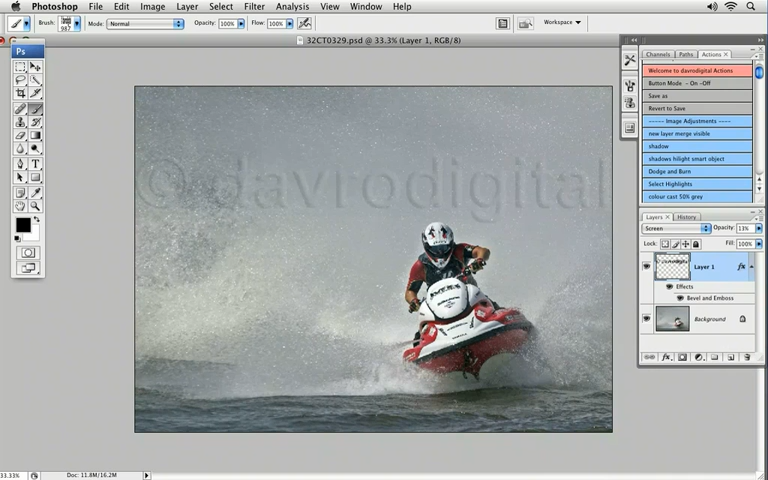 Photoshop File Edit Image Layer Select Filter Analysis View Window Help
Brush: 987 Mode: Normal Opacity: 100% Flow: 100% Workspace
32CT0329.psd @ 33.3% (Layer 1, RGB/8)
Ps
Channels Paths Actions
Welcome to davrodigital Actions
Button Mode - On -Off
Save as
Revert to Save
----- Image Adjustments ----
new layer merge visible
shadow
shadows hilight smart object
Dodge and Burn
Select Highlights
colour cast 50% grey
© davrodigital
Layers History
Screen Opacity: 13%
Lock: Fill: 100%
Layer 1 fx
Effects
Bevel and Emboss
Background
33.33% Doc: 11.8M/16.2M